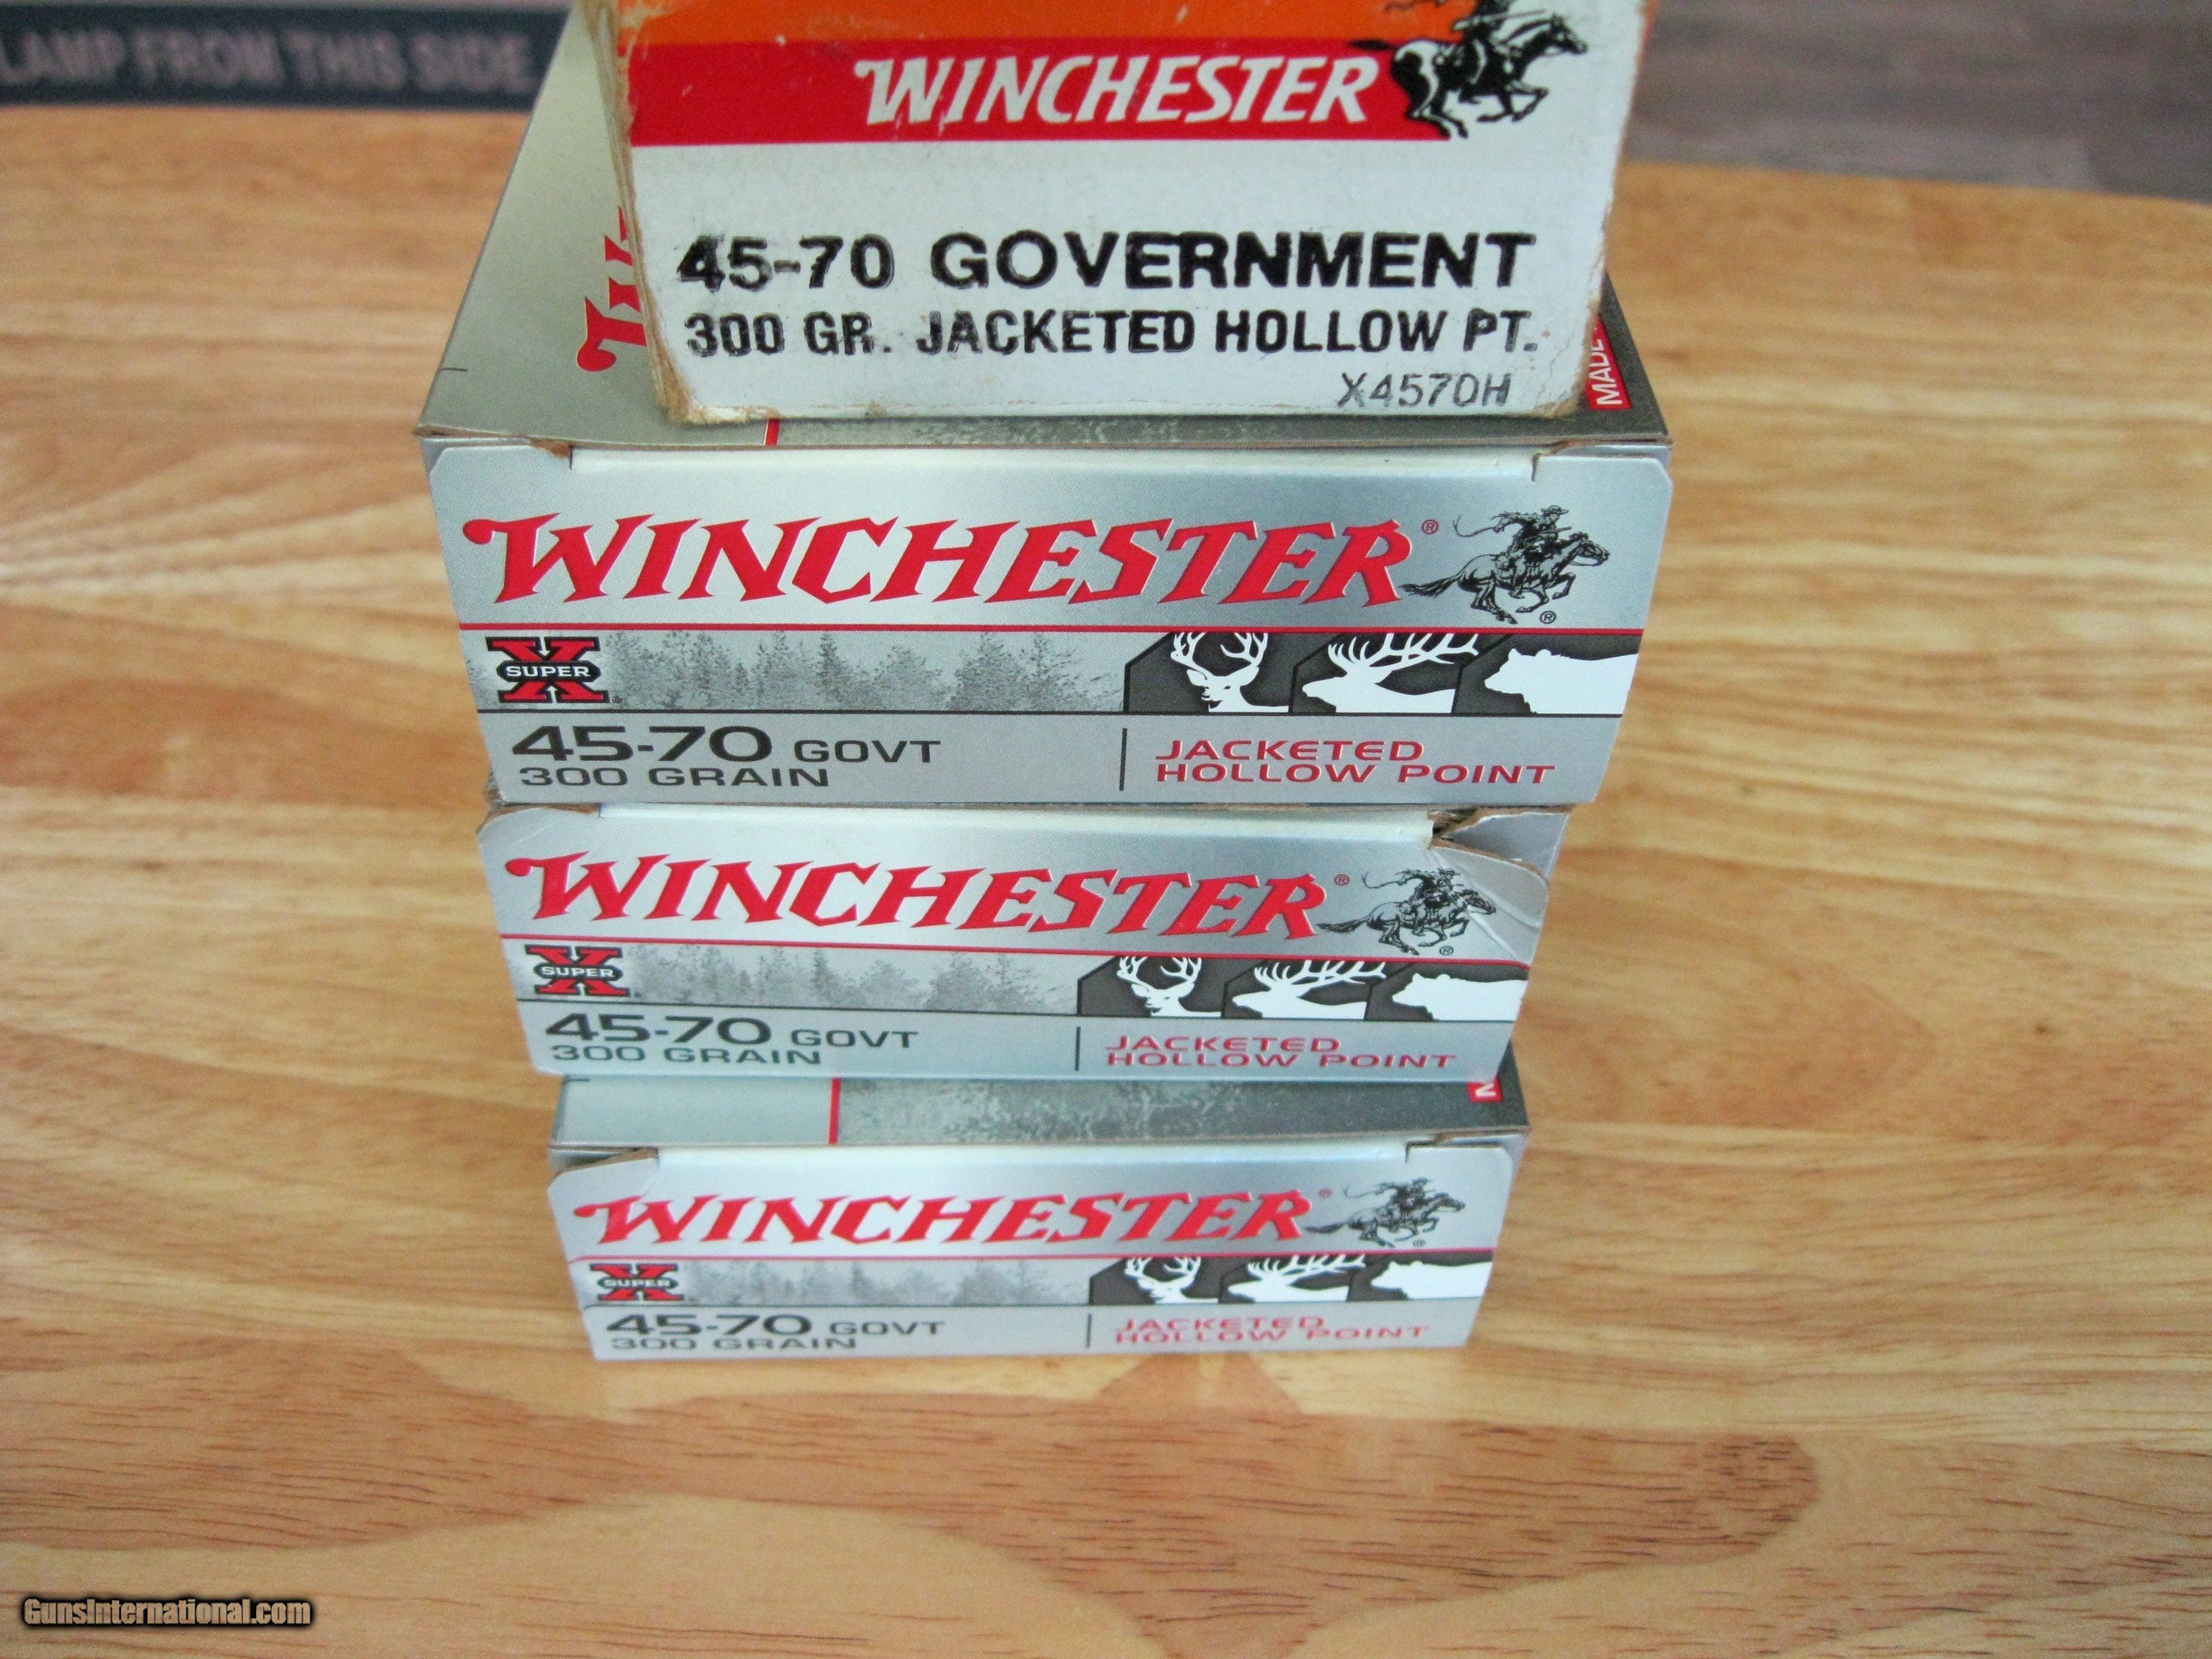 LAMP FROM THIS SIDE
WINCHESTER
45-70 GOVERNMENT
300 GR. JACKETED HOLLOW PT.
X4570H
MADE
WINCHESTER®
®
SUPER X
45-70 GOVT
300 GRAIN
JACKETED
HOLLOW POINT
WINCHESTER®
®
SUPER X
45-70 GOVT
300 GRAIN
JACKETED
HOLLOW POINT
M
WINCHESTER®
®
SUPER X
45-70 GOVT
300 GRAIN
JACKETED
HOLLOW POINT
GunsInternational.com